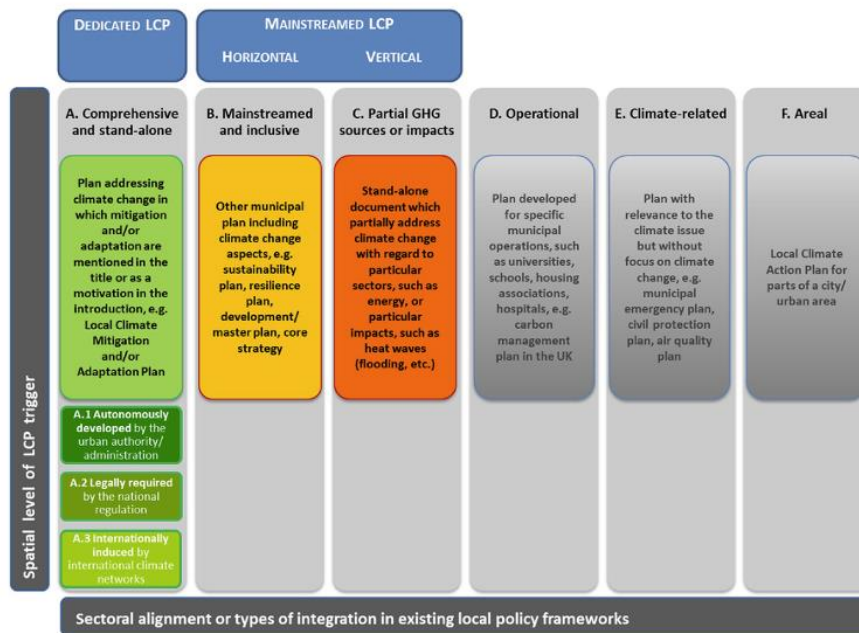 DEDICATED LCP
MAINSTREAMED LCP
HORIZONTAL
VERTICAL
A. Comprehensive
and stand-alone
B. Mainstreamed
and inclusive
C. Partial GHG
sources or impacts
D. Operational
E. Climate-related
F. Areal
Plan addressing
climate change in
which mitigation
and/or
adaptation are
mentioned in the
title or as a
motivation in the
introduction, e.g.
Local Climate
Mitigation
and/or
Adaptation Plan
Other municipal
plan including
climate change
aspects, e.g.
sustainability
plan, resilience
plan,
development/
master plan, core
strategy
Stand-alone
document which
partially address
climate change
with regard to
particular
sectors, such as
energy, or
particular
impacts, such as
heat waves
(flooding, etc.)
Plan developed
for specific
municipal
operations, such
as universities,
schools, housing
associations,
hospitals, e.g.
carbon
management
plan in the UK
Plan with
relevance to the
climate issue
but without
focus on climate
change, e.g.
municipal
emergency plan,
civil protection
plan, air quality
plan
Local Climate
Action Plan for
parts of a city/
urban area
A.1 Autonomously
developed by the
urban authority/
administration
A.2 Legally required
by the national
regulation
A.3 Internationally
induced by
international climate
networks
Spatial level of LCP trigger
Sectoral alignment or types of integration in existing local policy frameworks